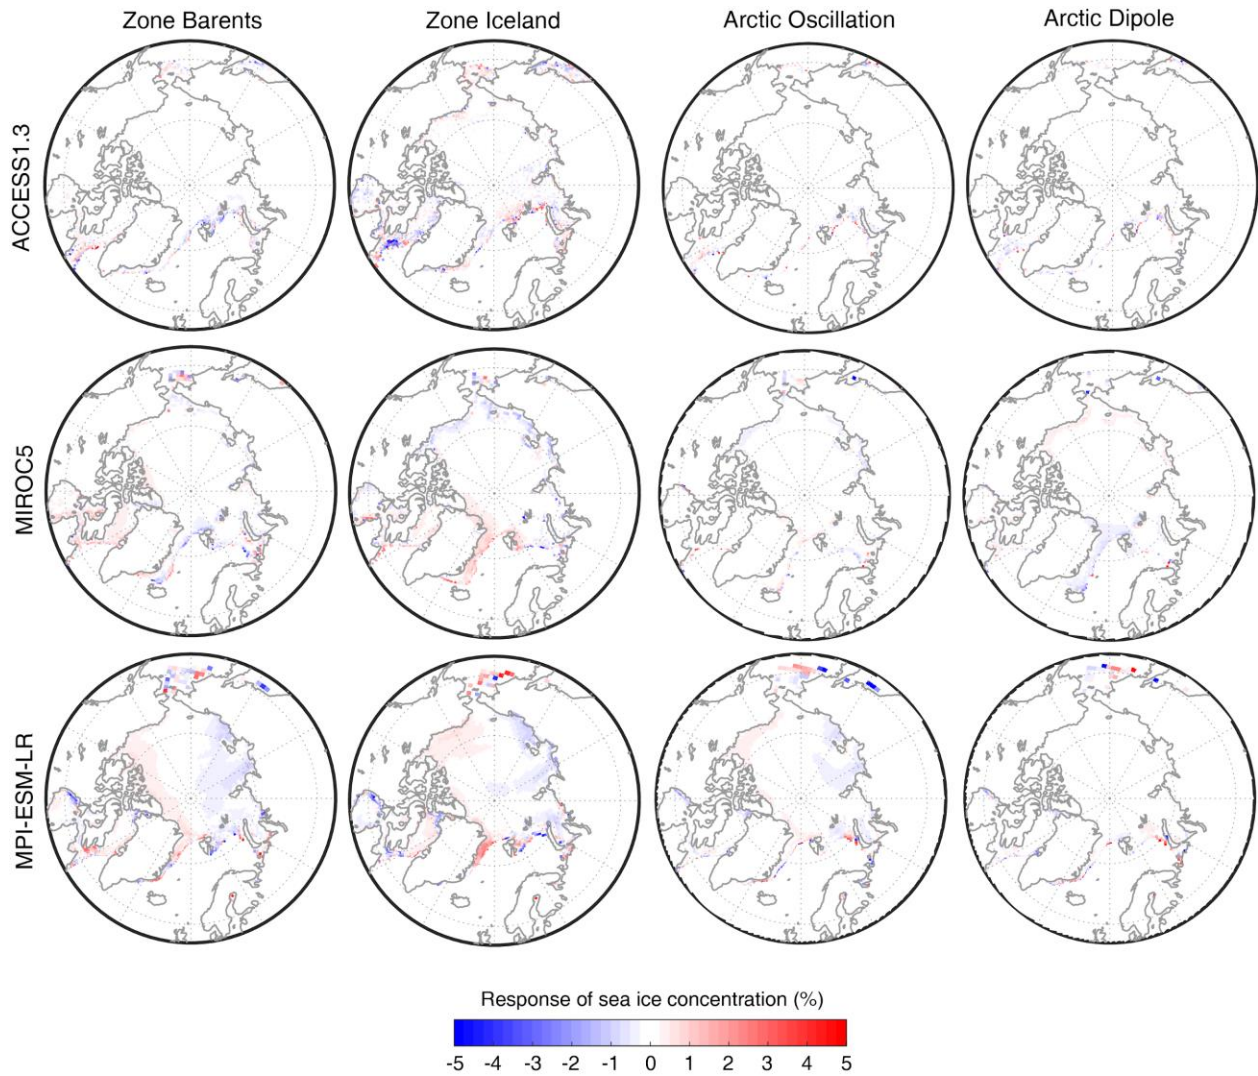 Zone Barents Zone Iceland Arctic Oscillation Arctic Dipole
ACCESS1.3
MIROC5
MPI-ESM-LR
Response of sea ice concentration (%)
-5 -4 -3 -2 -1 0 1 2 3 4 5